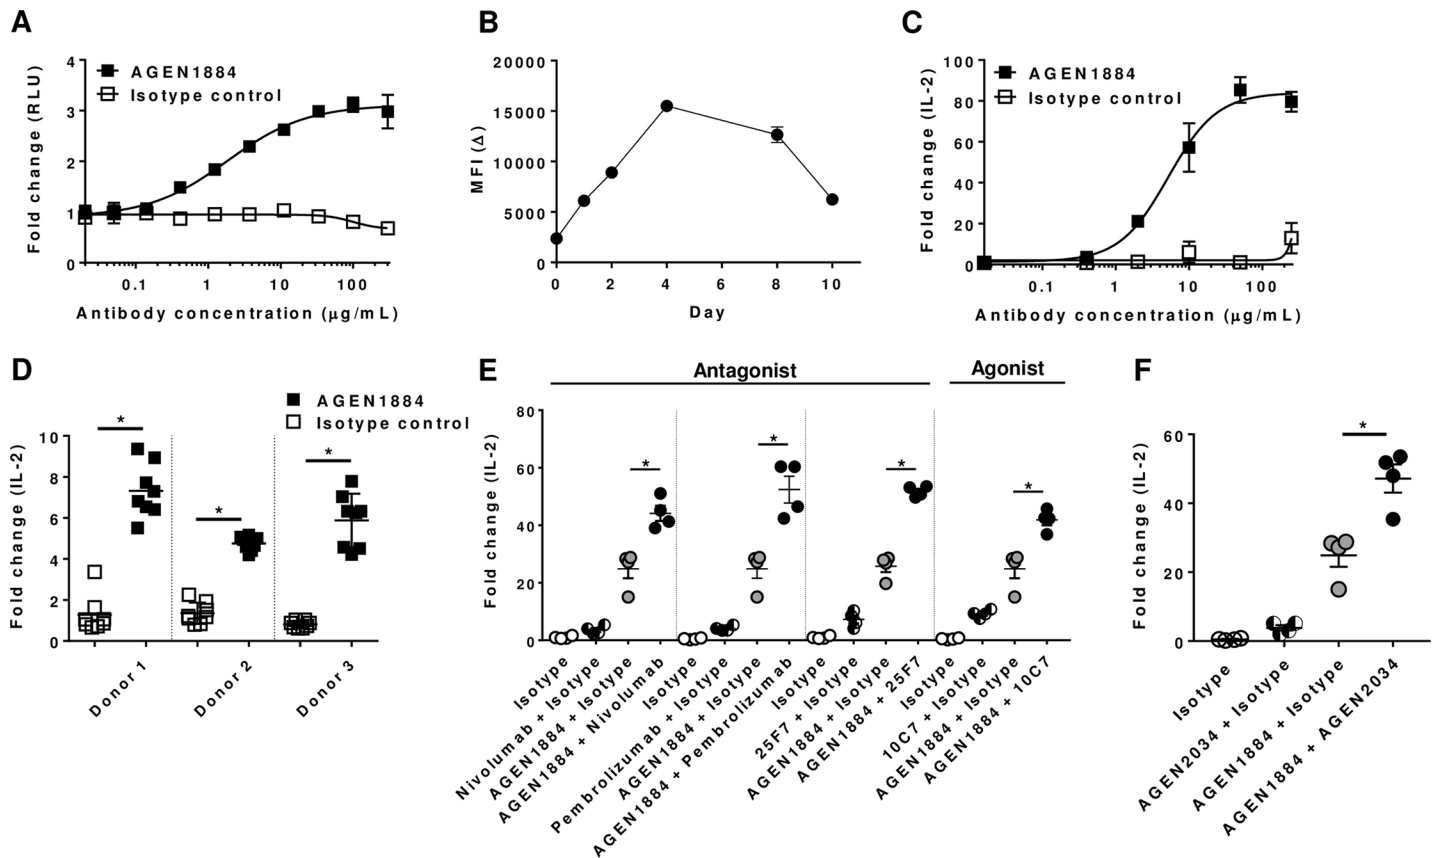 A
Fold change (RLU)
4
3
2
1
0
AGEN1884
Isotype control
0.1
1
10
100
Antibody concentration (µg/mL)
B
MFI (Δ)
20000
15000
10000
5000
0
0
2
4
6
8
10
Day
C
Fold change (IL-2)
100
80
60
40
20
0
AGEN1884
Isotype control
0.1
1
10
100
Antibody concentration (µg/mL)
D
AGEN1884
Isotype control
Fold change (IL-2)
10
8
6
4
2
0
*
*
*
Donor 1
Donor 2
Donor 3
E
Antagonist
Agonist
Fold change (IL-2)
80
60
40
20
0
*
*
*
*
Isotype
Nivolumab + Isotype
AGEN1884 + Isotype
AGEN1884 + Nivolumab
Isotype
Pembrolizumab + Isotype
AGEN1884 + Isotype
AGEN1884 + Pembrolizumab
Isotype
25F7 + Isotype
AGEN1884 + Isotype
AGEN1884 + 25F7
Isotype
10C7 + Isotype
AGEN1884 + Isotype
AGEN1884 + 10C7
F
Fold change (IL-2)
60
40
20
0
*
Isotype
AGEN2034 + Isotype
AGEN1884 + Isotype
AGEN1884 + AGEN2034